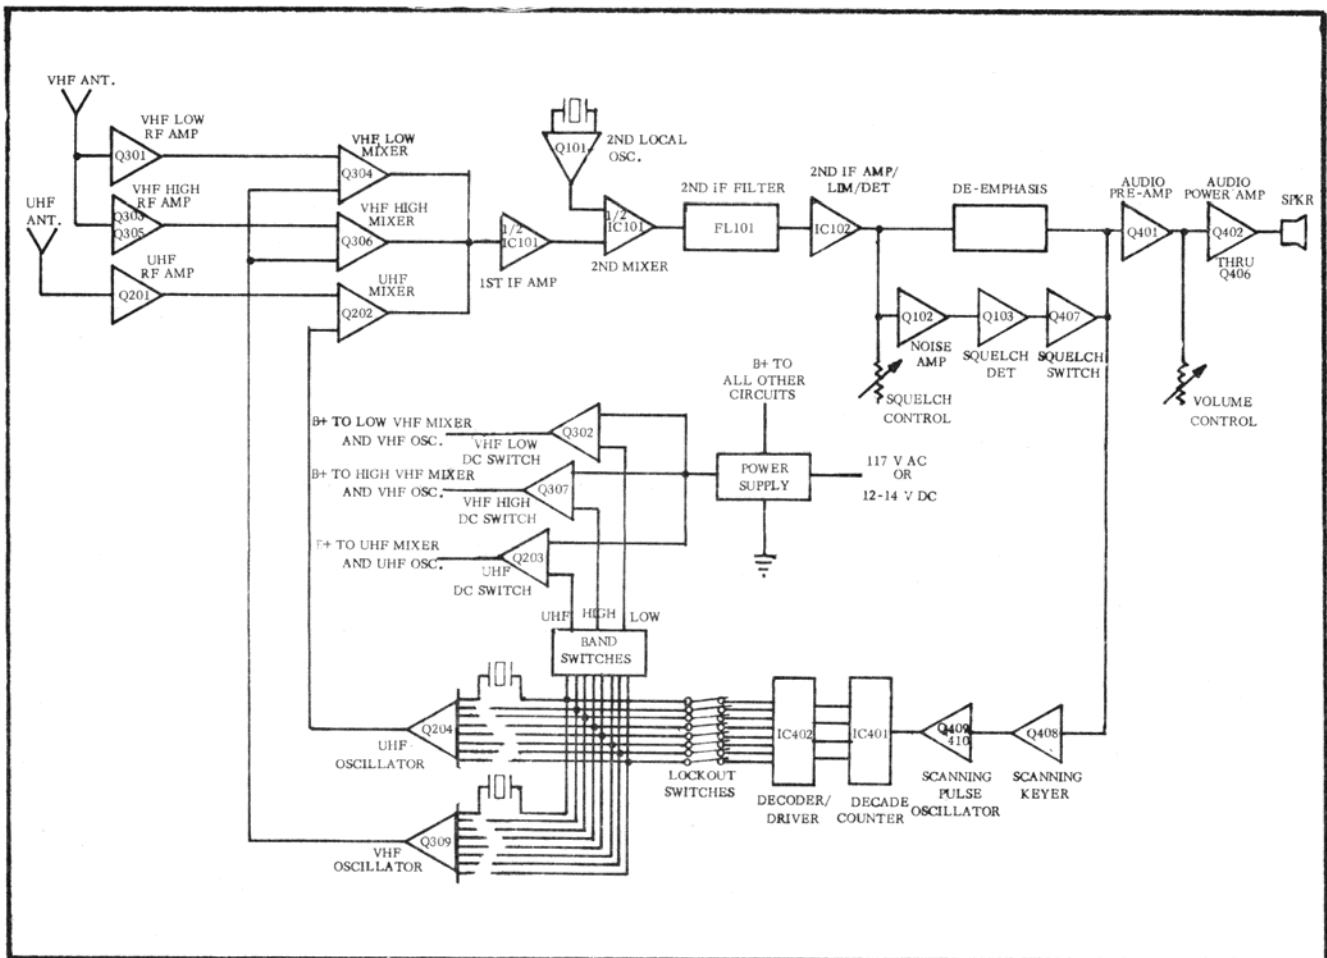 VHF ANT.
VHF LOW
RF AMP
Q301
VHF HIGH
RF AMP
Q303
Q305
UHF
ANT.
UHF
RF AMP
Q201
VHF LOW
MIXER
Q304
VHF HIGH
MIXER
Q306
UHF
MIXER
Q202
1/2
IC101
1ST IF AMP
Q101
2ND LOCAL
OSC.
1/2
IC101
2ND MIXER
2ND IF FILTER
FL101
2ND IF AMP/
LIM/DET
IC102
DE-EMPHASIS
AUDIO
PRE-AMP
Q401
AUDIO
POWER AMP
Q402
THRU
Q406
SPKR
Q102
NOISE
AMP
Q103
SQUELCH
DET
Q407
SQUELCH
SWITCH
SQUELCH
CONTROL
VOLUME
CONTROL
B+ TO
ALL OTHER
CIRCUITS
B+ TO LOW VHF MIXER
AND VHF OSC.
Q302
VHF LOW
DC SWITCH
B+ TO HIGH VHF MIXER
AND VHF OSC.
Q307
VHF HIGH
DC SWITCH
B+ TO UHF MIXER
AND UHF OSC.
Q203
UHF
DC SWITCH
POWER
SUPPLY
117 V AC
OR
12-14 V DC
UHF HIGH LOW
BAND
SWITCHES
Q204
UHF
OSCILLATOR
LOCKOUT
SWITCHES
IC402
DECODER/
DRIVER
IC401
DECADE
COUNTER
Q409
410
SCANNING
PULSE
OSCILLATOR
Q408
SCANNING
KEYER
Q309
VHF
OSCILLATOR